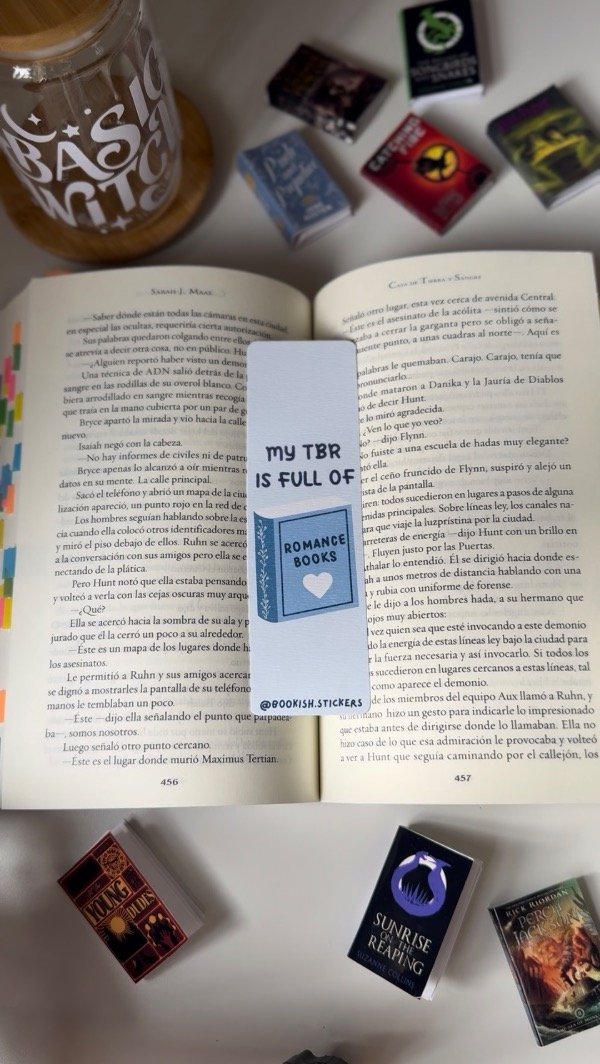 BASIC
WITCH
SONGBIRDS
SNAKES
CATCHING
FIRE
SARAH J. MAAS
—Saber dónde están todas las cámaras en esta ciudad,
en especial las ocultas, requeriría cierta autorización
Sus palabras quedaron colgando entre ellos
se atrevía a decir otra cosa, no en público.
—¿Alguien reportó haber visto un
Una técnica de ADN salió detrás de la
sangre en las rodillas de su overol blanco.
biera arrodillado en sangre mientras recogía
que traía en la mano cubierta por un par de
Bryce apartó la mirada y vio hacia la calle
nuevo.
Isaiah negó con la cabeza.
—No hay informes de civiles ni de
Bryce apenas lo alcanzó a oír mientras
datos en su mente. La calle principal.
Sacó el teléfono y abrió un mapa de la
lización apareció, un punto rojo en la red de
Los hombres seguían hablando sobre la
cia cuando ella colocó otros identificadores
y miró el piso debajo de ellos. Ruhn se acercó
a la conversación con sus amigos pero ella se
nectando de la plática.
Pero Hunt notó que ella estaba pensando
y volteó a verla con las cejas oscuras muy
—¿Qué?
Ella se acercó hacia la sombra de su ala y
jurado que él la cerró un poco a su alrededor.
—Éste es un mapa de los lugares donde
los asesinatos.
Le permitió a Ruhn y sus amigos
se dignó a mostrarles la pantalla de su teléfono
manos le temblaban un poco.
—Éste —dijo ella señalando el punto que parpadea-
ba—, somos nosotros.
Luego señaló otro punto cercano.
—Éste es el lugar donde murió Maximus Tertian.
456
MY TBR
IS FULL OF
ROMANCE
BOOKS
@BOOKISH.STICKERS
CASA DE TIERRA Y SANGRE
Señaló otro lugar, esta vez cerca de avenida Central.
—Éste es el asesinato de la acólita —sintió cómo se
a cerrar la garganta pero se obligó a seña-
punto, a unas cuadras al norte—. Aquí es
palabras le quemaban. Carajo. Carajo, tenía que
pronunciarlo.
mataron a Danika y la Jauría de Diablos
de decir Hunt.
lo miró agradecida.
¿Ven lo que yo veo?
—dijo Flynn.
fuiste a una escuela de hadas muy elegante?
ella.
el ceño fruncido de Flynn, suspiró y alejó un
de la pantalla.
todos sucedieron en lugares a pasos de alguna
principales. Sobre líneas ley, los canales na-
que viaje la luzprístina por la ciudad.
de energía —dijo Hunt con un brillo
Fluyen justo por las Puertas.
lo entendió. Él se dirigió hacia donde es-
a unos metros de distancia hablando con una
y rubia con uniforme de forense.
le dijo a los hombres hada, a su hermano que
ojos muy abiertos:
vez quien sea que esté invocando a este demonio
la energía de estas líneas ley bajo la ciudad para
la fuerza necesaria y así invocarlo. Si todos los
sucedieron en lugares cercanos a estas líneas, tal
como aparece el demonio.
de los miembros del equipo Aux llamó a Ruhn, y
su hermano hizo un gesto para indicarle lo impresionado
que estaba antes de dirigirse donde lo llamaban. Ella no
hizo caso de lo que esa admiración le provocaba y volteó
a ver a Hunt que seguía caminando por el callejón, los
457
YOUNG
DUDES
SUNRISE
ON THE
REAPING
SUZANNE COLLINS
RICK RIORDAN
PERCY
JACKSON